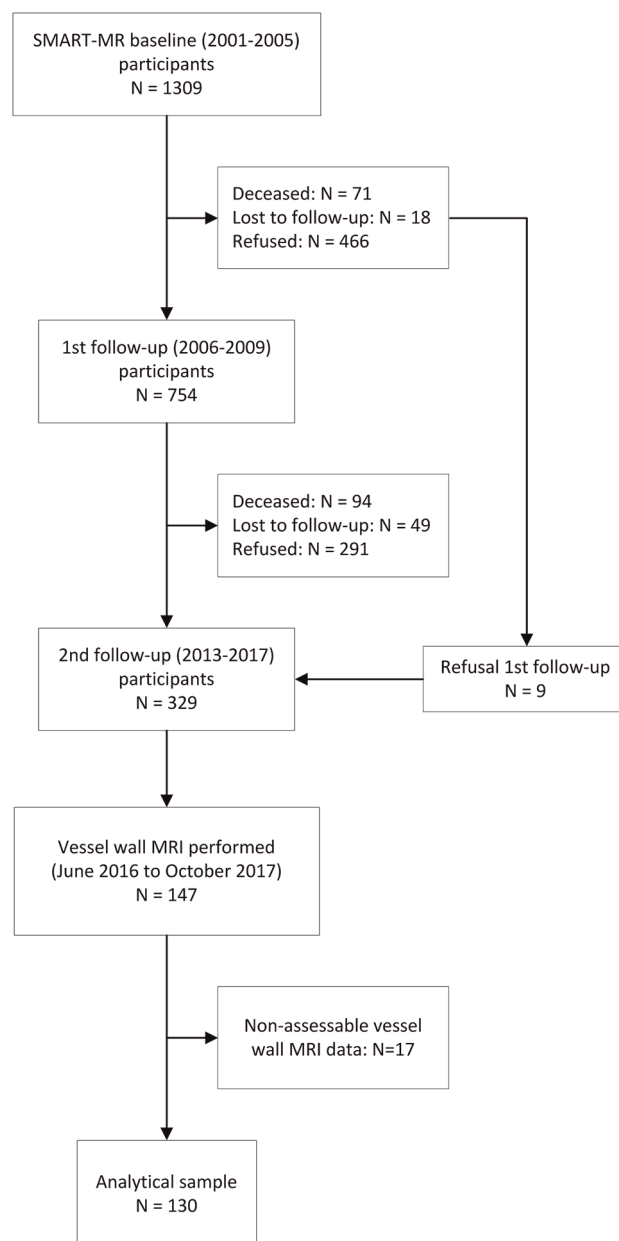 SMART-MR baseline (2001-2005)
participants
N = 1309
Deceased: N = 71
Lost to follow-up: N = 18
Refused: N = 466
1st follow-up (2006-2009)
participants
N = 754
Deceased: N = 94
Lost to follow-up: N = 49
Refused: N = 291
2nd follow-up (2013-2017)
participants
N = 329
Refusal 1st follow-up
N = 9
Vessel wall MRI performed
(June 2016 to October 2017)
N = 147
Non-assessable vessel
wall MRI data: N=17
Analytical sample
N = 130